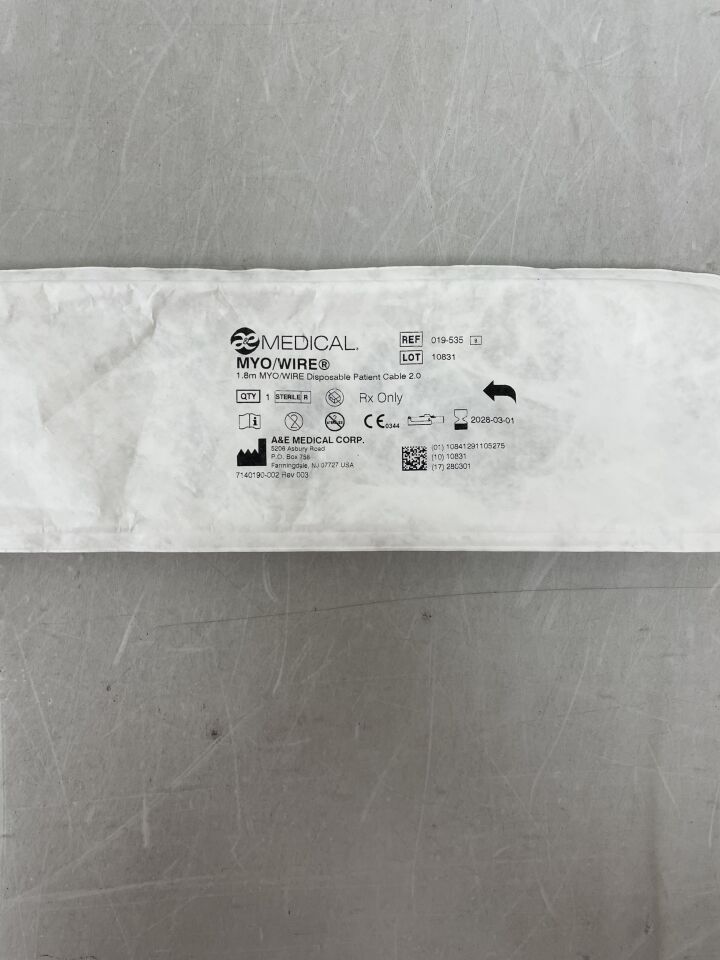 a&e MEDICAL®
REF 019-535
MYO/WIRE®
LOT 10831
1.8m MYO/WIRE Disposable Patient Cable 2.0
QTY 1 STERILE R Rx Only
CE 0344 2028-03-01
A&E MEDICAL CORP.
5206 Asbury Road
P.O. Box 758
Farmingdale, NJ 07727 USA
7140190-002 Rev 003
(01) 10841291105275
(10) 10831
(17) 280301